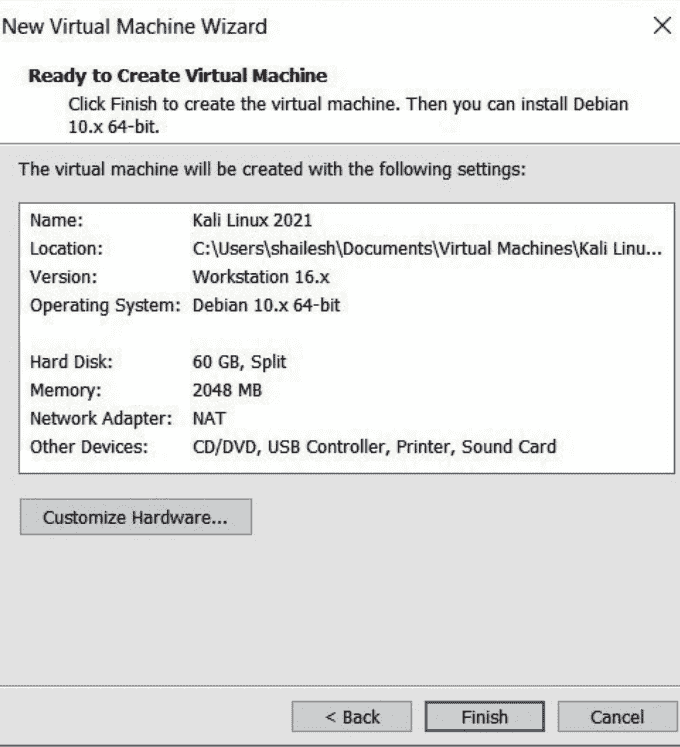 New Virtual Machine Wizard
Ready to Create Virtual Machine
Click Finish to create the virtual machine. Then you can install Debian
10.x 64-bit.
The virtual machine will be created with the following settings:
Name: Kali Linux 2021
Location: C:\Users\shailesh\Documents\Virtual Machines\Kali Linu...
Version: Workstation 16.x
Operating System: Debian 10.x 64-bit
Hard Disk: 60 GB, Split
Memory: 2048 MB
Network Adapter: NAT
Other Devices: CD/DVD, USB Controller, Printer, Sound Card
Customize Hardware...
< Back Finish Cancel